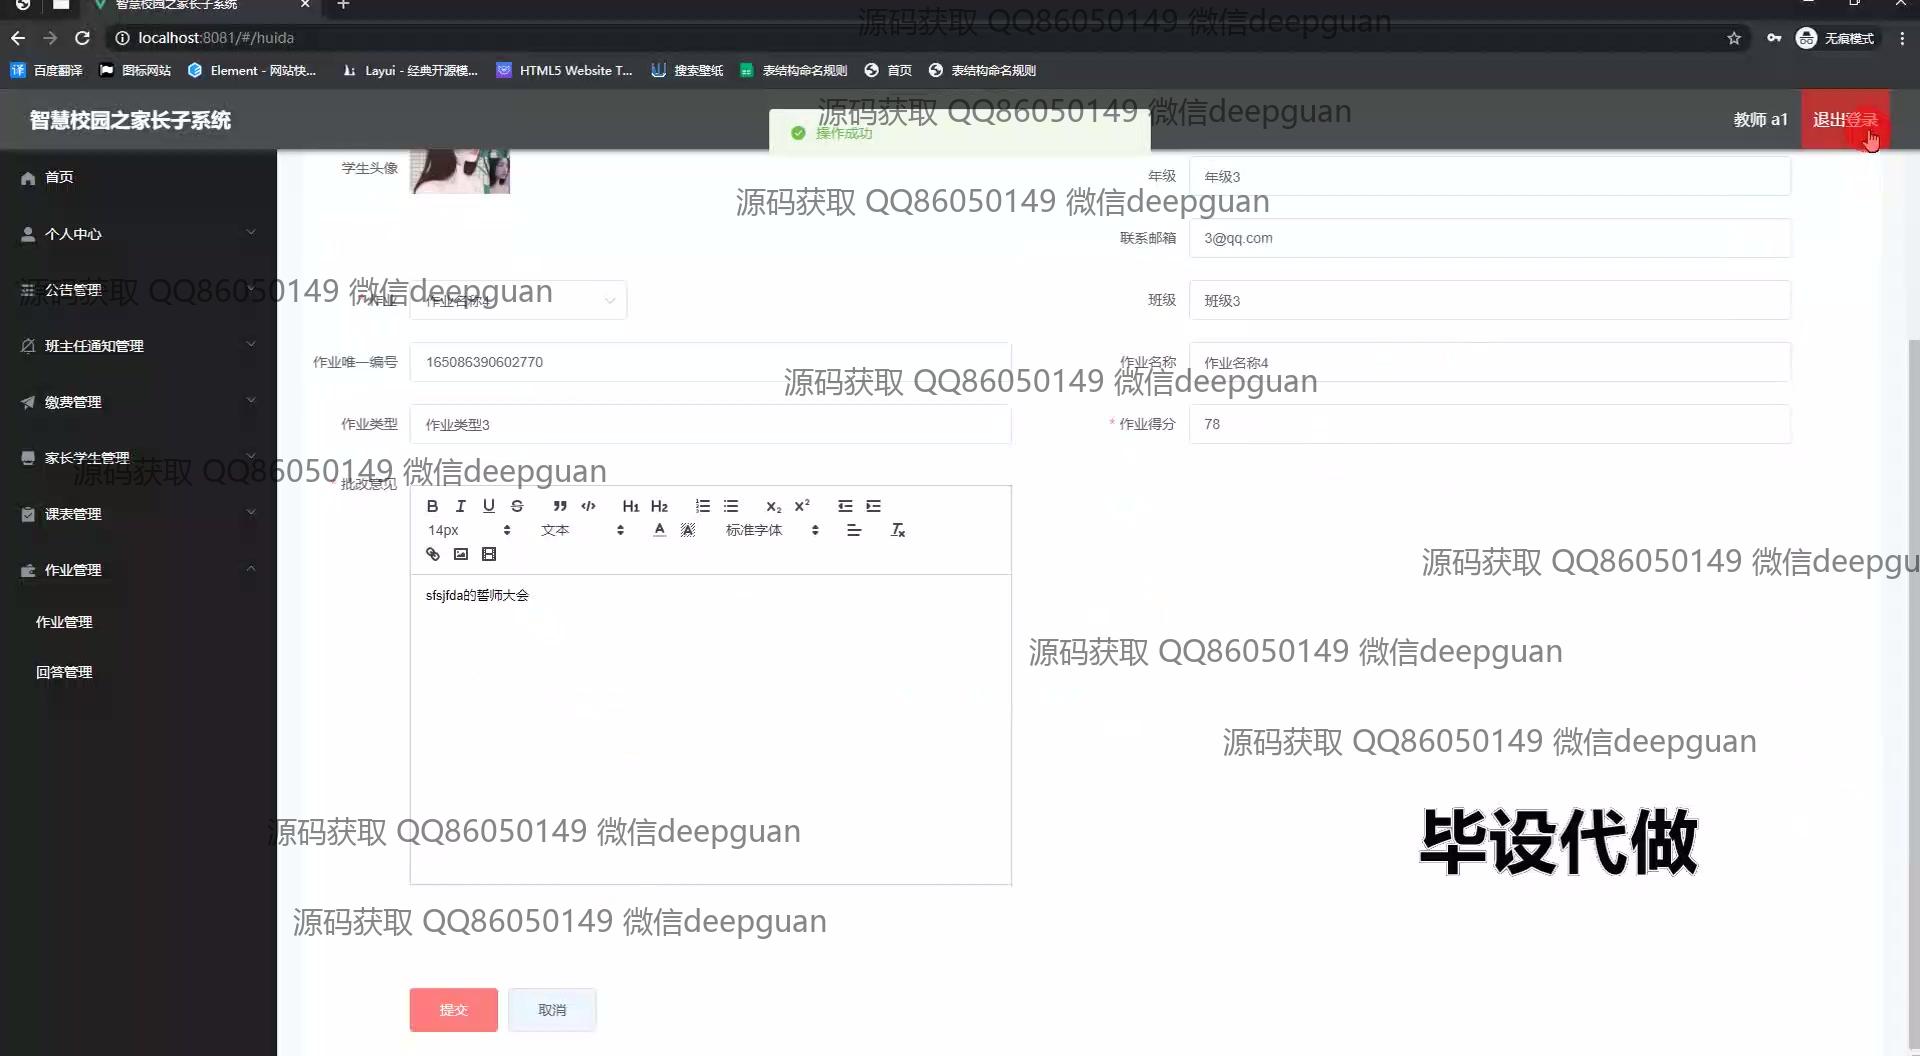 智慧校园之家长子系统
源码获取 QQ86050149 微信deepguan
localhost:8081/#/huida
无痕模式
百度翻译 图标网站 Element - 网站快... Layui - 经典开源模... HTML5 Website T... 搜索壁纸 表结构命名规则 首页 表结构命名规则
智慧校园之家长子系统
源码获取 QQ86050149 微信deepguan
操作成功
教师 a1 退出登录
首页
个人中心
公告管理
班主任通知管理
缴费管理
家长学生管理
课表管理
作业管理
作业管理
回答管理
学生头像
年级 年级3
源码获取 QQ86050149 微信deepguan
联系邮箱 3@qq.com
源码获取 QQ86050149 微信deepguan
* 作业 作业名称4
班级 班级3
作业唯一编号 165086390602770
作业名称 作业名称4
源码获取 QQ86050149 微信deepguan
作业类型 作业类型3
* 作业得分 78
源码获取 QQ86050149 微信deepguan
* 批改意见
B I U S H1 H2 x2 x2
14px 文本 A A 标准字体 Tx
源码获取 QQ86050149 微信deepgu
sfsjfda的誓师大会
源码获取 QQ86050149 微信deepguan
源码获取 QQ86050149 微信deepguan
源码获取 QQ86050149 微信deepguan
毕设代做
源码获取 QQ86050149 微信deepguan
提交 取消